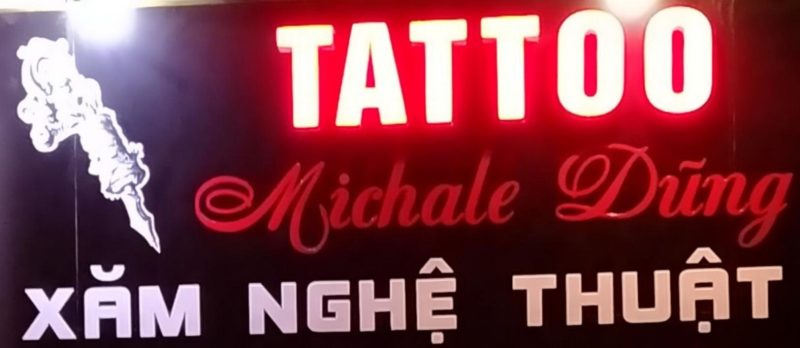 TATTOO
Michale Dũng
XĂM NGHỆ THUẬT